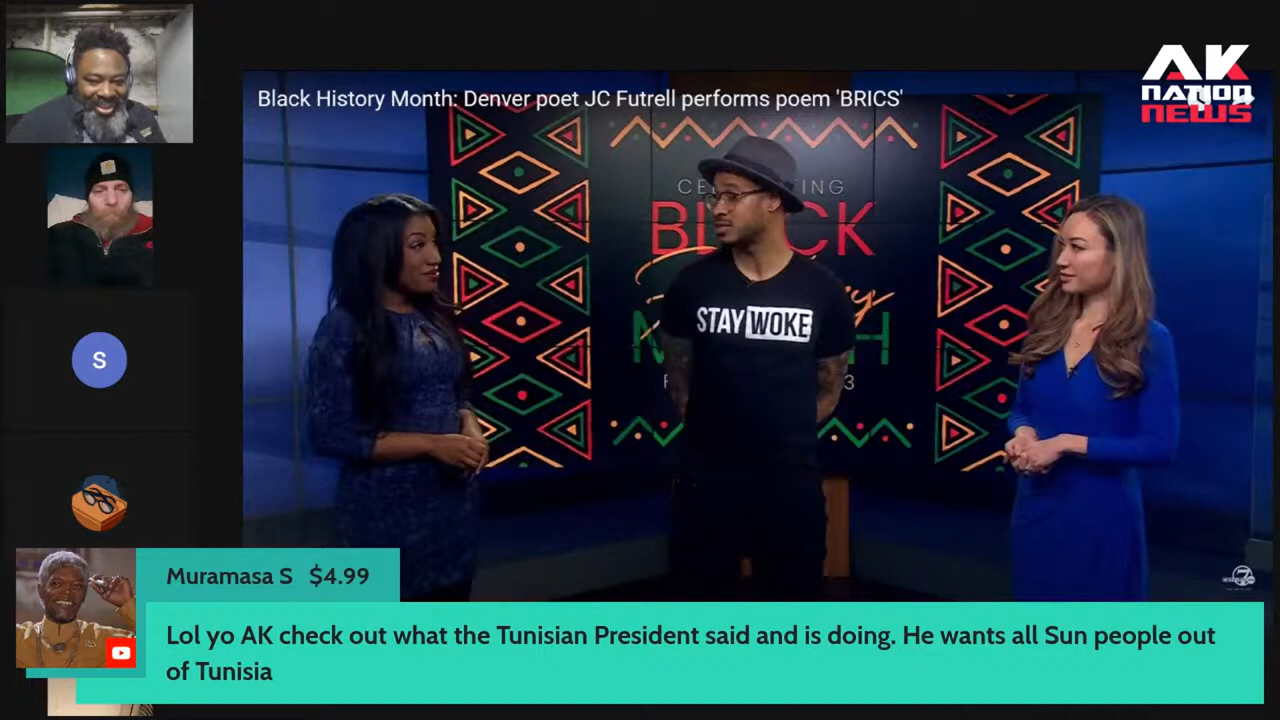 AK
NATION
NEWS
Black History Month: Denver poet JC Futrell performs poem 'BRICS'
BLACK
STAY WOKE
S
7
Muramasa S $4.99
Lol yo AK check out what the Tunisian President said and is doing. He wants all Sun people out
of Tunisia